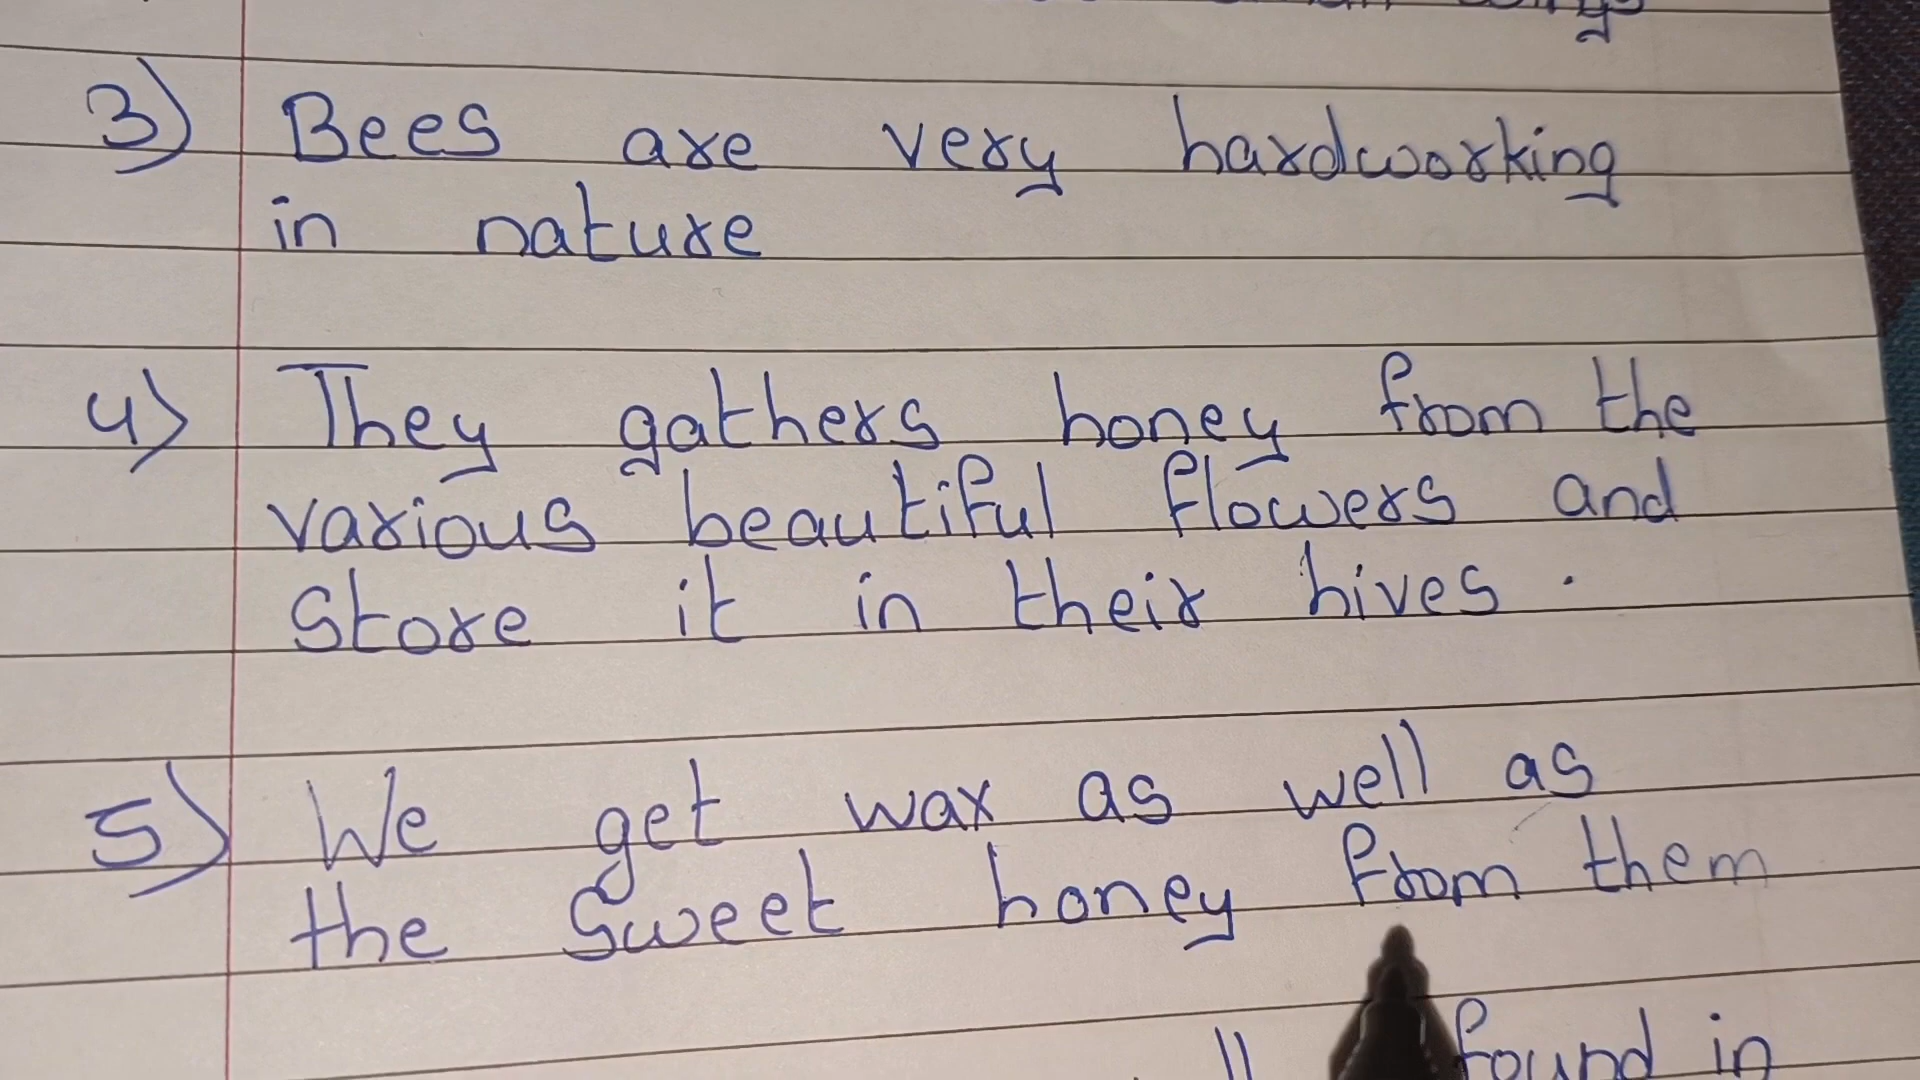 3) Bees are very hardworking
in nature
4) They gathers honey from the
various beautiful flowers and
store it in their hives.
5) We get wax as well as
the sweet honey from them
found in